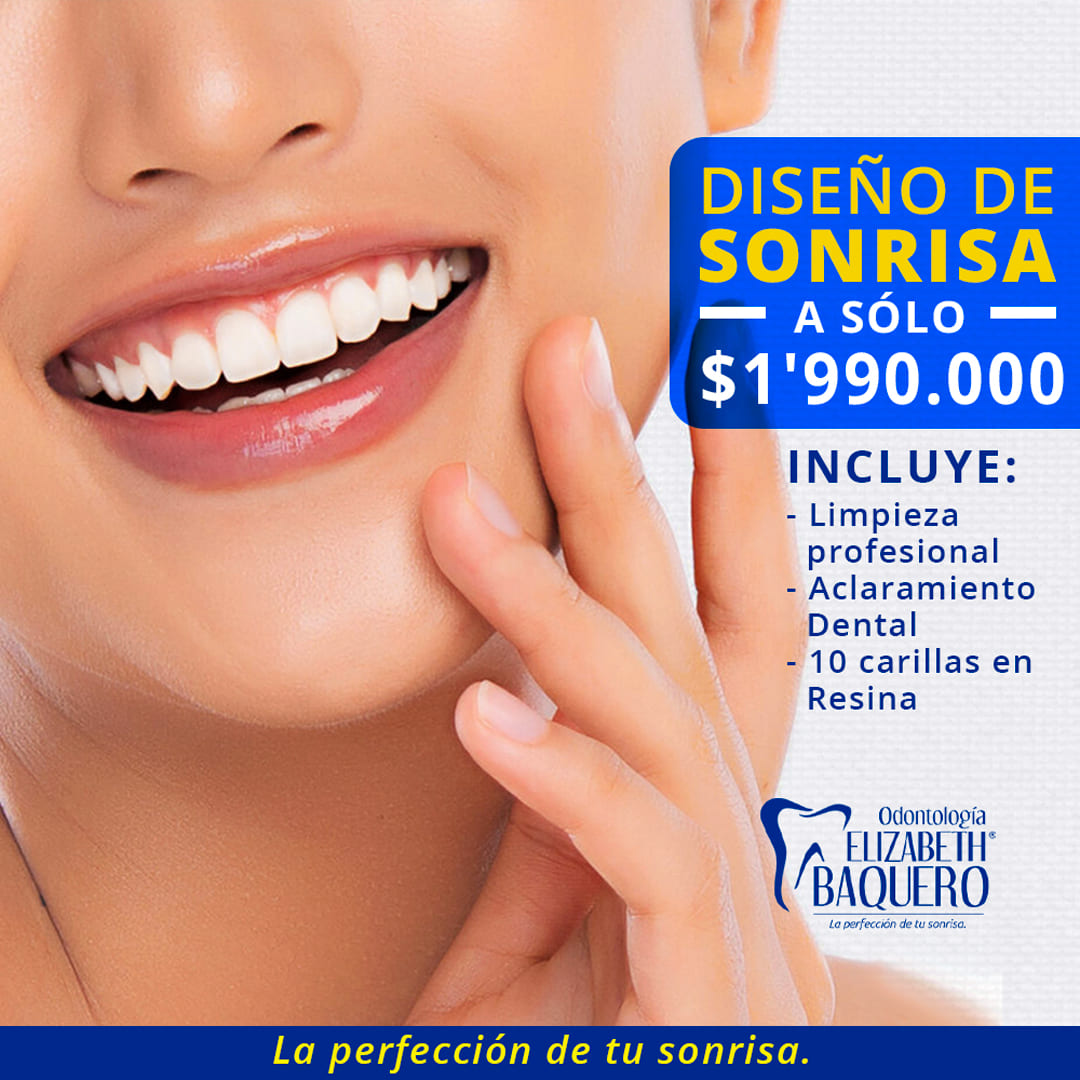 DISEÑO DE
SONRISA
A SÓLO
$1'990.000
INCLUYE:
- Limpieza
profesional
- Aclaramiento
Dental
- 10 carillas en
Resina
Odontología
ELIZABETH®
BAQUERO
La perfección de tu sonrisa.
La perfección de tu sonrisa.